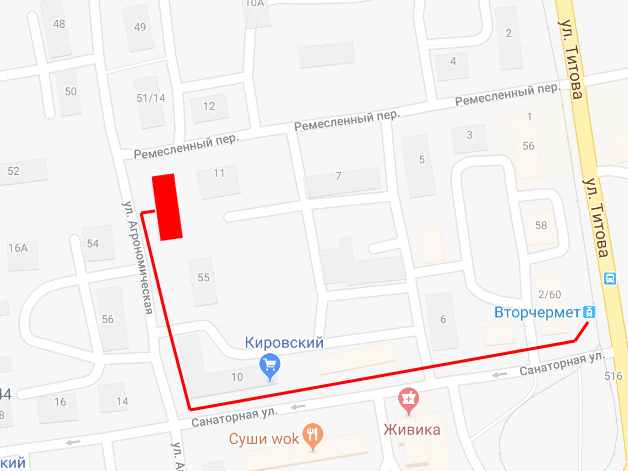 10А
48
49
2
ул. Титова
4
50
51/14
12
Ремесленный пер.
Ремесленный пер.
1
Ремесленный пер.
3
56
5
52
11
7
ул. Титова
ул. Агрономическая
58
16А
54
55
2/60
56
6
Вторчермет
Кировский
Санаторная ул.
10
516
44
16
14
Санаторная ул.
Суши wok
Живика
ул. А
ский